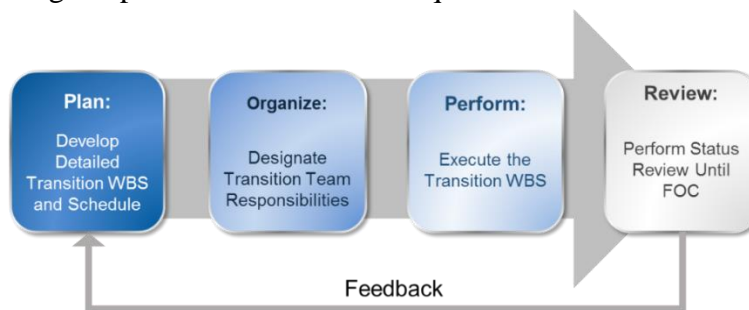 Plan:
Develop
Detailed
Transition WBS
and Schedule
Organize:
Designate
Transition Team
Responsibilities
Perform:
Execute the
Transition WBS
Review:
Perform Status
Review Until
FOC
Feedback